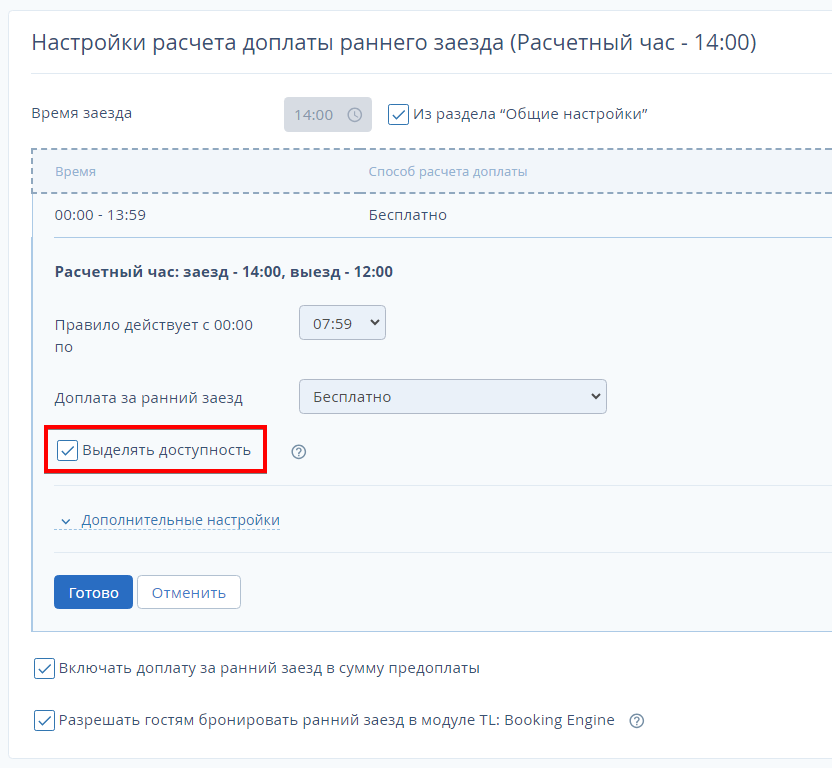 Настройки расчета доплаты раннего заезда (Расчетный час - 14:00)
Время заезда
14:00
Из раздела “Общие настройки”
Время
Способ расчета доплаты
00:00 - 13:59
Бесплатно
Расчетный час: заезд - 14:00, выезд - 12:00
Правило действует с 00:00
по
07:59
Доплата за ранний заезд
Бесплатно
Выделять доступность
?
Дополнительные настройки
Готово
Отменить
Включать доплату за ранний заезд в сумму предоплаты
Разрешать гостям бронировать ранний заезд в модуле TL: Booking Engine
?